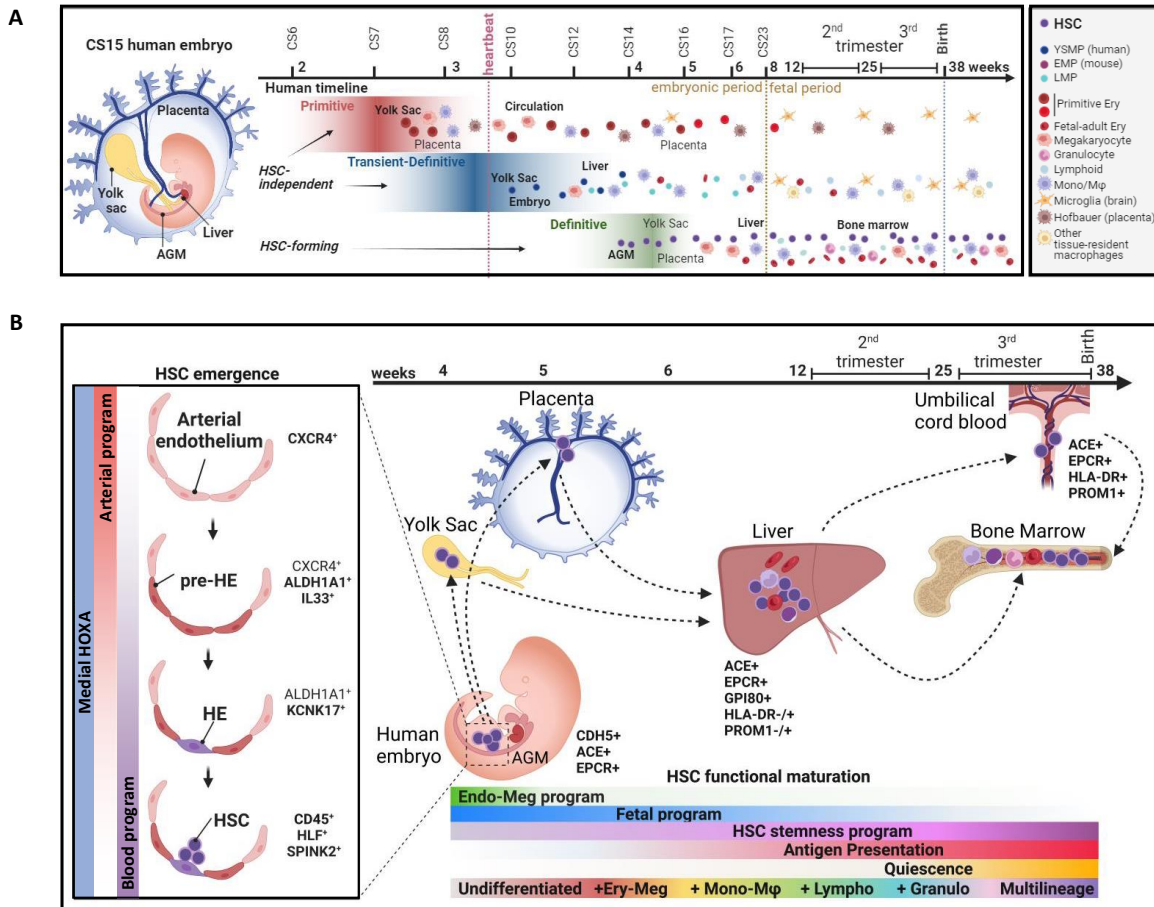 A
CS15 human embryo
Placenta
Yolk
sac
Liver
AGM
CS6
CS7
CS8
heartbeat
CS10
CS12
CS14
CS16
CS17
CS23
2nd
trimester
3rd
Birth
2
3
4
5
6
8
12
25
38 weeks
Human timeline
embryonic period
fetal period
Primitive
Yolk Sac
Placenta
Circulation
Placenta
HSC-
independent
Transient-Definitive
Yolk Sac
Embryo
Liver
HSC-forming
Definitive
AGM
Yolk Sac
Placenta
Liver
Bone marrow
HSC
YSMP (human)
EMP (mouse)
LMP
Primitive Ery
Fetal-adult Ery
Megakaryocyte
Granulocyte
Lymphoid
Mono/Mφ
Microglia (brain)
Hofbauer (placenta)
Other
tissue-resident
macrophages
B
HSC emergence
Medial HOXA
Arterial program
Blood program
Arterial
endothelium
CXCR4+
pre-HE
CXCR4+
ALDH1A1+
IL33+
HE
ALDH1A1+
KCNK17+
HSC
CD45+
HLF+
SPINK2+
weeks
4
5
6
12
2nd
trimester
25
3rd
trimester
Birth
38
Placenta
Yolk Sac
Human
embryo
AGM
CDH5+
ACE+
EPCR+
Liver
ACE+
EPCR+
GPI80+
HLA-DR-/+
PROM1-/+
Umbilical
cord blood
ACE+
EPCR+
HLA-DR+
PROM1+
Bone Marrow
HSC functional maturation
Endo-Meg program
Fetal program
HSC stemness program
Antigen Presentation
Quiescence
Undifferentiated +Ery-Meg + Mono-Mφ + Lympho + Granulo Multilineage